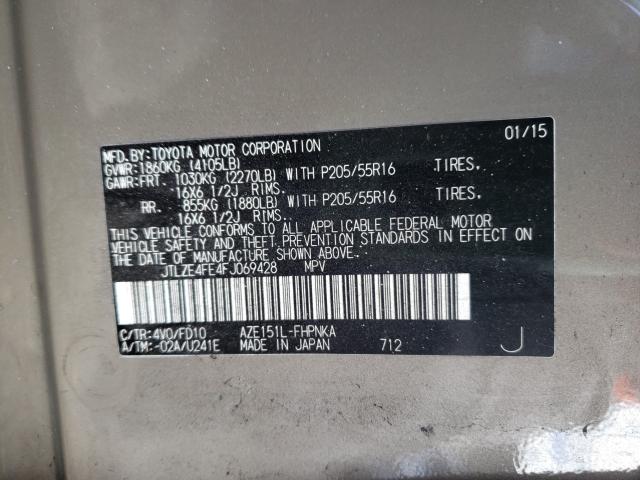 MFD.BY:TOYOTA MOTOR CORPORATION 01/15
GVWR:1860KG (4105LB)
GAWR:FRT. 1030KG (2270LB) WITH P205/55R16 TIRES,
16X6 1/2J RIMS.
RR. 855KG (1880LB) WITH P205/55R16 TIRES,
16X6 1/2J RIMS.
THIS VEHICLE CONFORMS TO ALL APPLICABLE FEDERAL MOTOR
VEHICLE SAFETY AND THEFT PREVENTION STANDARDS IN EFFECT ON
THE DATE OF MANUFACTURE SHOWN ABOVE.
JTLZE4FE4FJ069428 MPV
C/TR:4V0/FD10 AZE151L-FHPNKA
A/TM:-02A/U241E MADE IN JAPAN 712 J